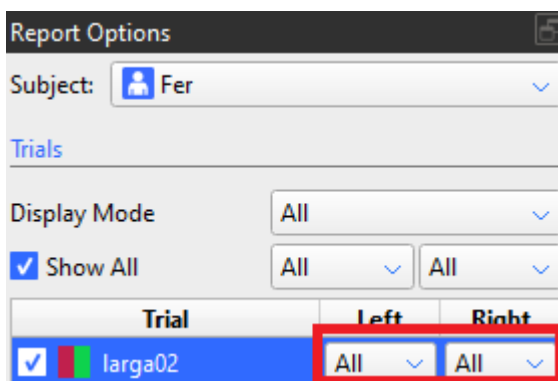 Report Options
Subject: Fer
Trials
Display Mode All
Show All All All
Trial Left Right
larga02 All All